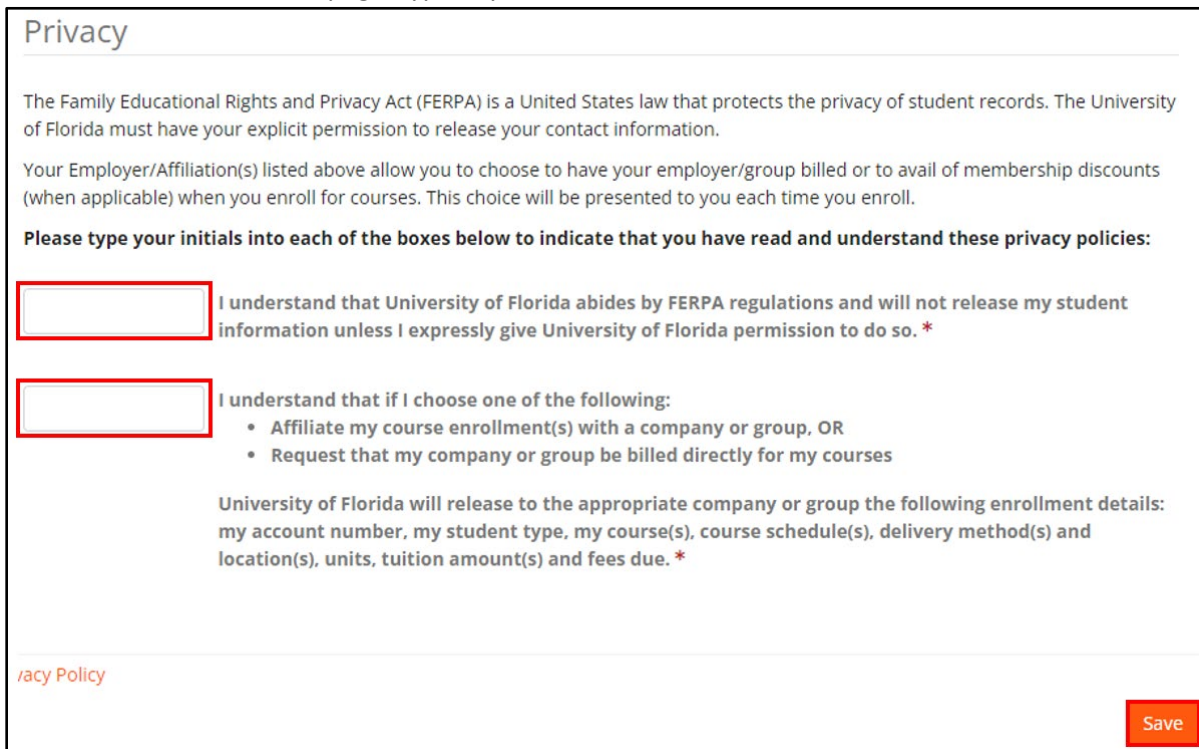 Privacy
The Family Educational Rights and Privacy Act (FERPA) is a United States law that protects the privacy of student records. The University
of Florida must have your explicit permission to release your contact information.
Your Employer/Affiliation(s) listed above allow you to choose to have your employer/group billed or to avail of membership discounts
(when applicable) when you enroll for courses. This choice will be presented to you each time you enroll.
Please type your initials into each of the boxes below to indicate that you have read and understand these privacy policies:
I understand that University of Florida abides by FERPA regulations and will not release my student
information unless I expressly give University of Florida permission to do so. *
I understand that if I choose one of the following:
• Affiliate my course enrollment(s) with a company or group, OR
• Request that my company or group be billed directly for my courses
University of Florida will release to the appropriate company or group the following enrollment details:
my account number, my student type, my course(s), course schedule(s), delivery method(s) and
location(s), units, tuition amount(s) and fees due. *
vacy Policy
Save